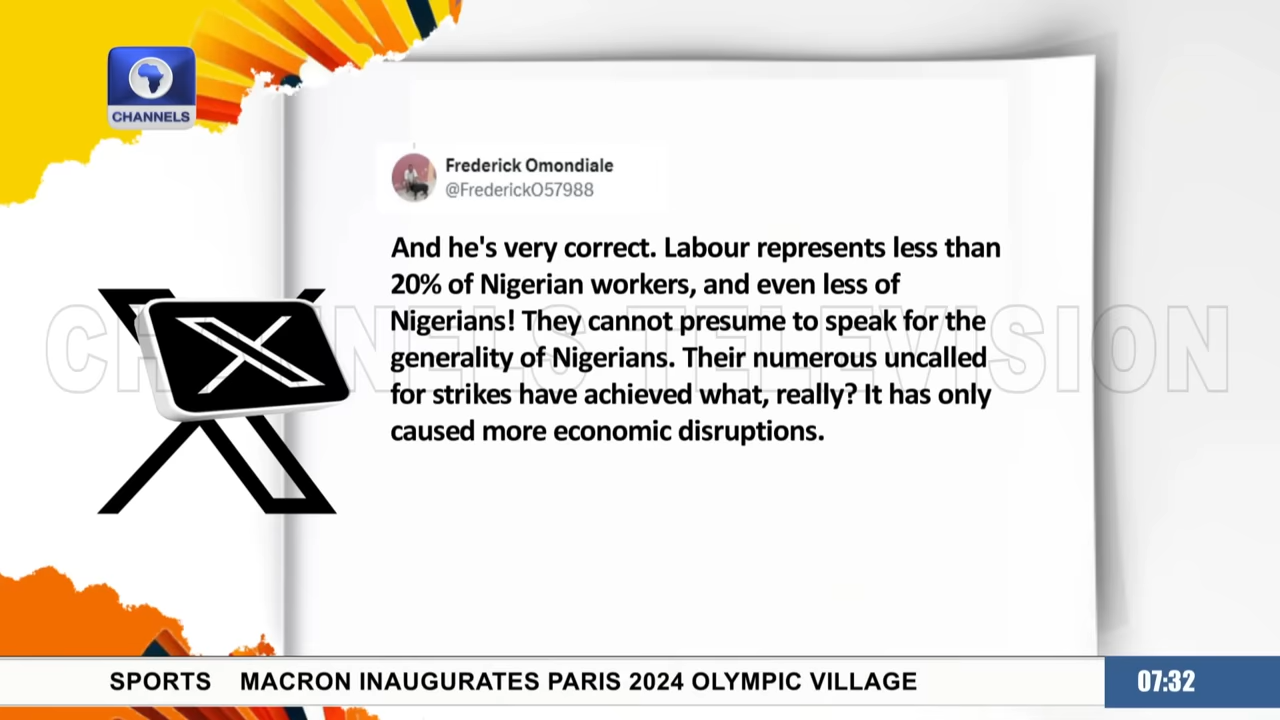 CHANNELS
Frederick Omondiale
@FrederickO57988
And he's very correct. Labour represents less than
20% of Nigerian workers, and even less of
Nigerians! They cannot presume to speak for the
generality of Nigerians. Their numerous uncalled
for strikes have achieved what, really? It has only
caused more economic disruptions.
CHANNELS TELEVISION
SPORTS MACRON INAUGURATES PARIS 2024 OLYMPIC VILLAGE
07:32